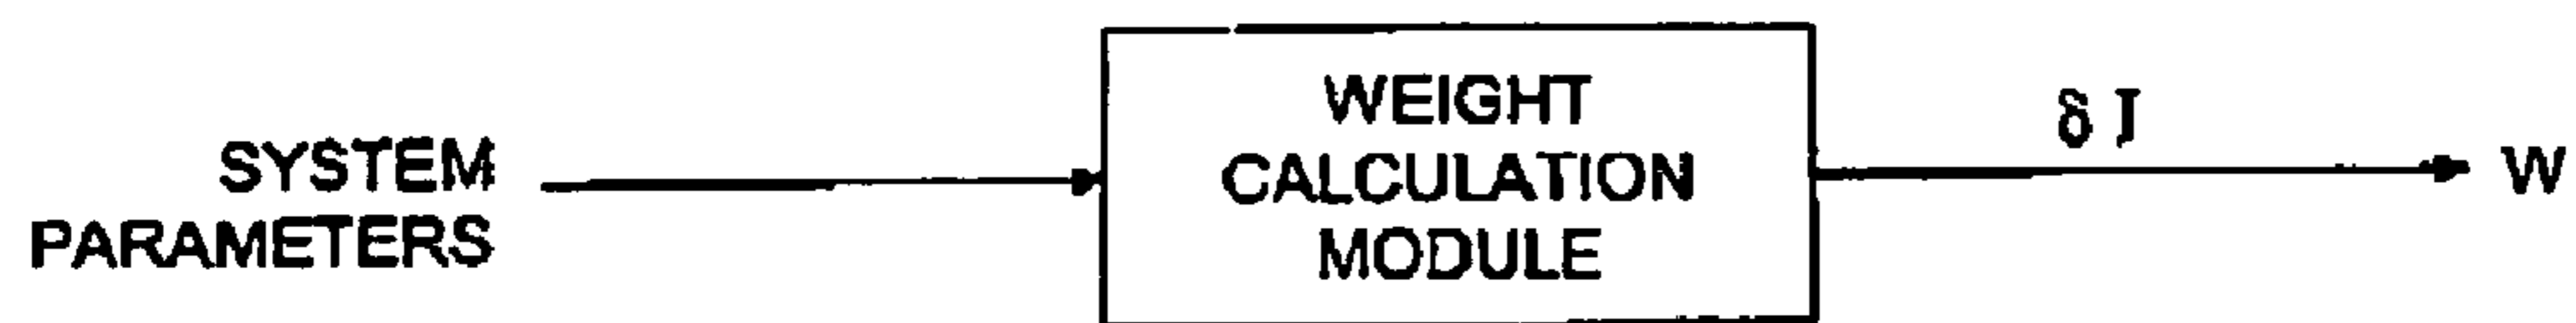 SYSTEM
PARAMETERS
WEIGHT
CALCULATION
MODULE
δ J
W